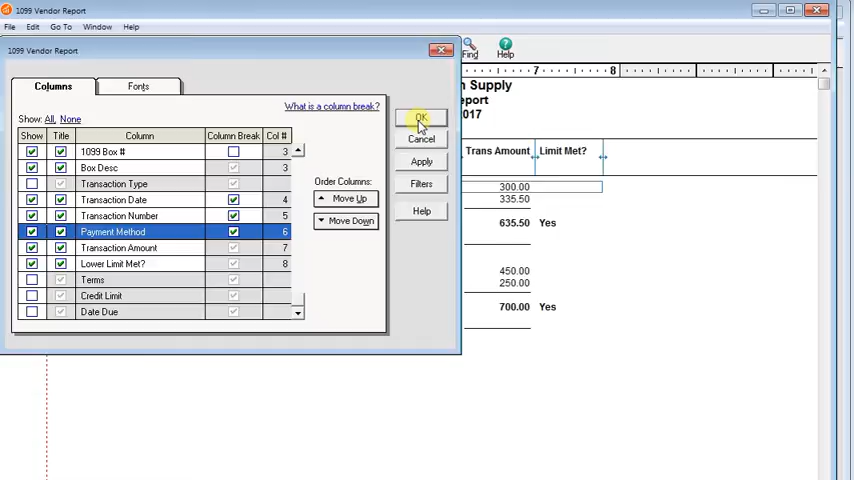 1099 Vendor Report
File Edit Go To Window Help
1099 Vendor Report
Find Help
Columns Fonts
What is a column break?
Show: All, None
Show Title Column Column Break Col #
1099 Box # 3
Box Desc 3
Transaction Type
Transaction Date 4
Transaction Number 5
Payment Method 6
Transaction Amount 7
Lower Limit Met? 8
Terms
Credit Limit
Date Due
Order Columns:
Move Up
Move Down
OK
Cancel
Apply
Filters
Help
7 8
Supply
port
2017
Trans Amount Limit Met?
300.00
335.50
635.50 Yes
450.00
250.00
700.00 Yes